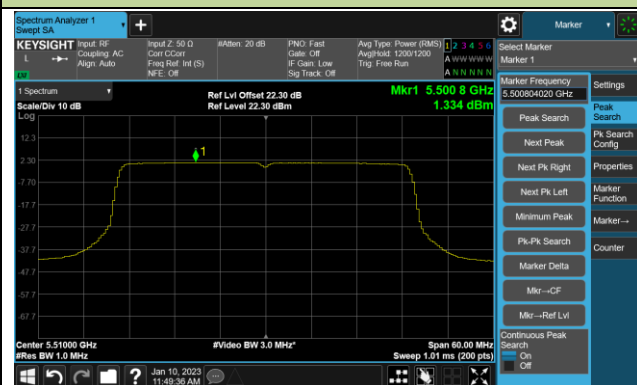 Spectrum Analyzer 1
Swept SA
+
Marker
KEYSIGHT
L
LNI
Input: RF
Coupling: AC
Align: Auto
Input Z: 50 Ω
Corr CCorr
Freq Ref: Int (S)
NFE: Off
#Atten: 20 dB
PNO: Fast
Gate: Off
IF Gain: Low
Sig Track: Off
Avg Type: Power (RMS)
Avg|Hold: 1200/1200
Trig: Free Run
1 2 3 4 5 6
A W W W W W
A N N N N N
Select Marker
Marker 1
1 Spectrum
Scale/Div 10 dB
Log
Ref Lvl Offset 22.30 dB
Ref Level 22.30 dBm
Mkr1 5.500 8 GHz
1.334 dBm
12.3
2.30
-7.70
-17.7
-27.7
-37.7
-47.7
-57.7
-67.7
1
Center 5.51000 GHz
#Res BW 1.0 MHz
#Video BW 3.0 MHz*
Span 60.00 MHz
Sweep 1.01 ms (200 pts)
Marker Frequency
5.500804020 GHz
Peak Search
Next Peak
Next Pk Right
Next Pk Left
Minimum Peak
Pk-Pk Search
Marker Delta
Mkr→CF
Mkr→Ref Lvl
Continuous Peak
Search
On
Off
Settings
Peak
Search
Pk Search
Config
Properties
Marker
Function
Marker→
Counter
?
Jan 10, 2023
11:49:36 AM